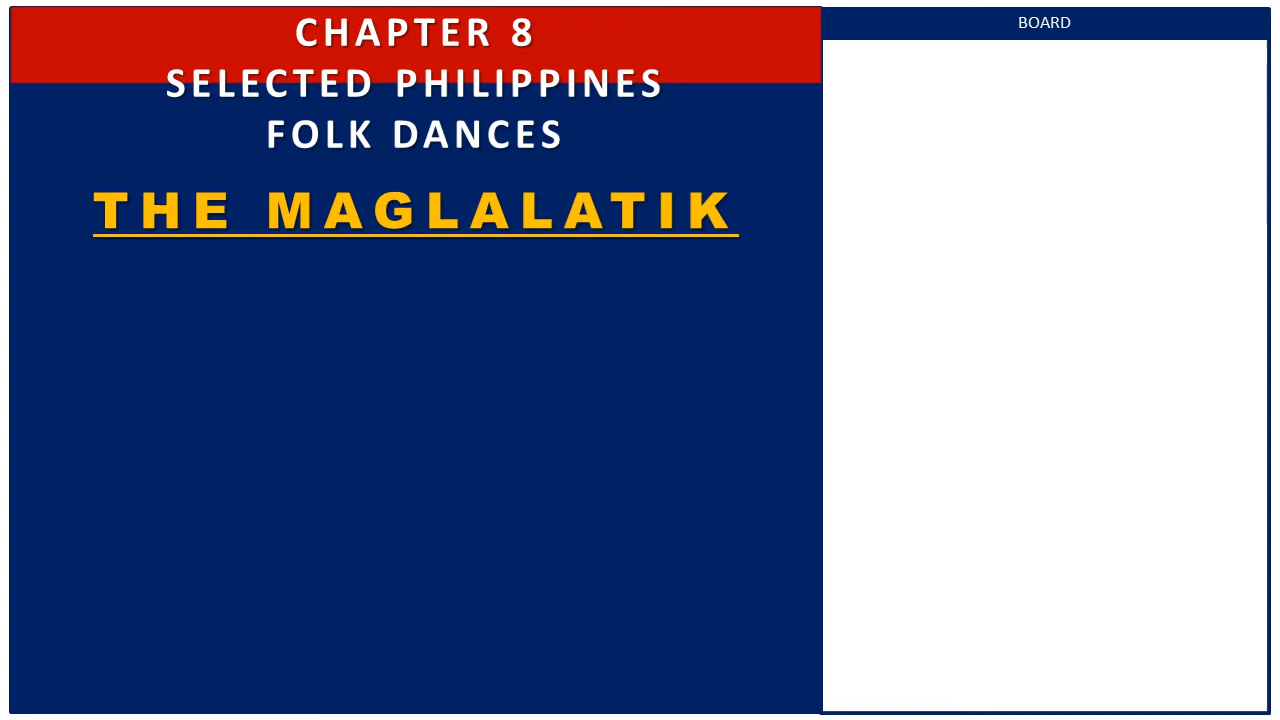 CHAPTER 8
SELECTED PHILIPPINES
FOLK DANCES
THE MAGLALATIK
BOARD